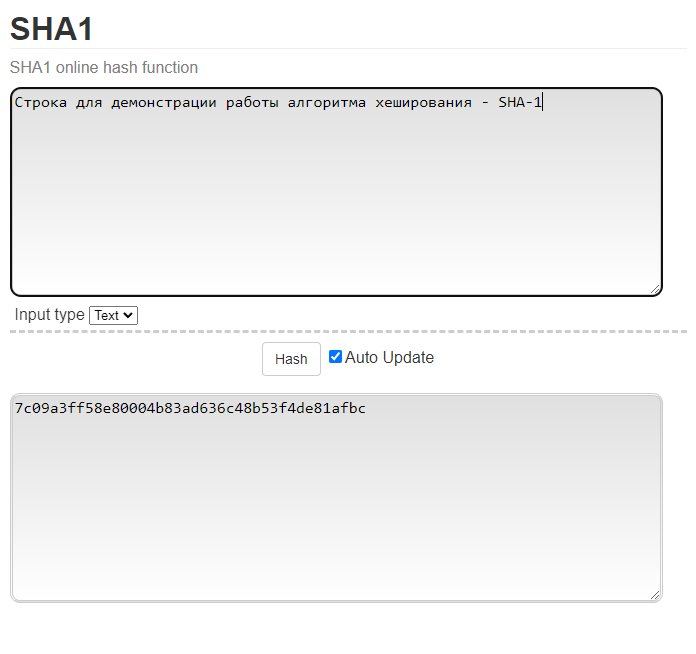 SHA1
SHA1 online hash function
Строка для демонстрации работы алгоритма хеширования - SHA-1
Input type Text
Hash Auto Update
7c09a3ff58e80004b83ad636c48b53f4de81afbc